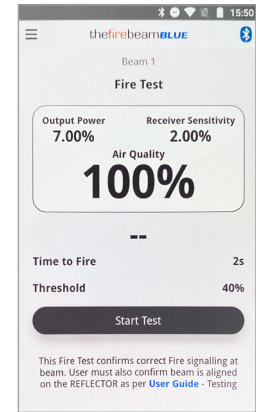 15:50
thefirebeamBLUE
Beam 1
Fire Test
Output Power Receiver Sensitivity
7.00% 2.00%
Air Quality
100%
--
Time to Fire 2s
Threshold 40%
Start Test
This Fire Test confirms correct Fire signalling at
beam. User must also confirm beam is aligned
on the REFLECTOR as per User Guide - Testing